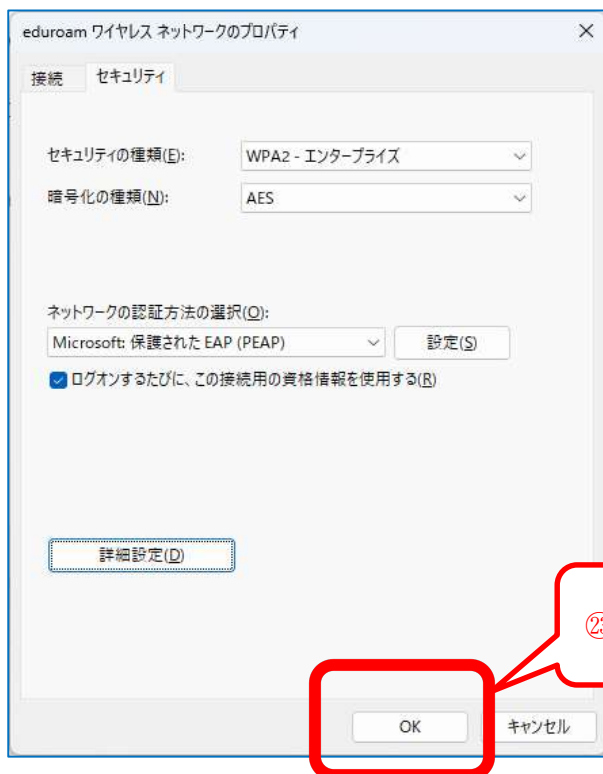 eduroam ワイヤレス ネットワークのプロパティ
接続 セキュリティ
セキュリティの種類(E): WPA2 - エンタープライズ
暗号化の種類(N): AES
ネットワークの認証方法の選択(O):
Microsoft: 保護された EAP (PEAP) 設定(S)
ログオンするたびに、この接続用の資格情報を使用する(R)
詳細設定(D)
㉓
OK キャンセル